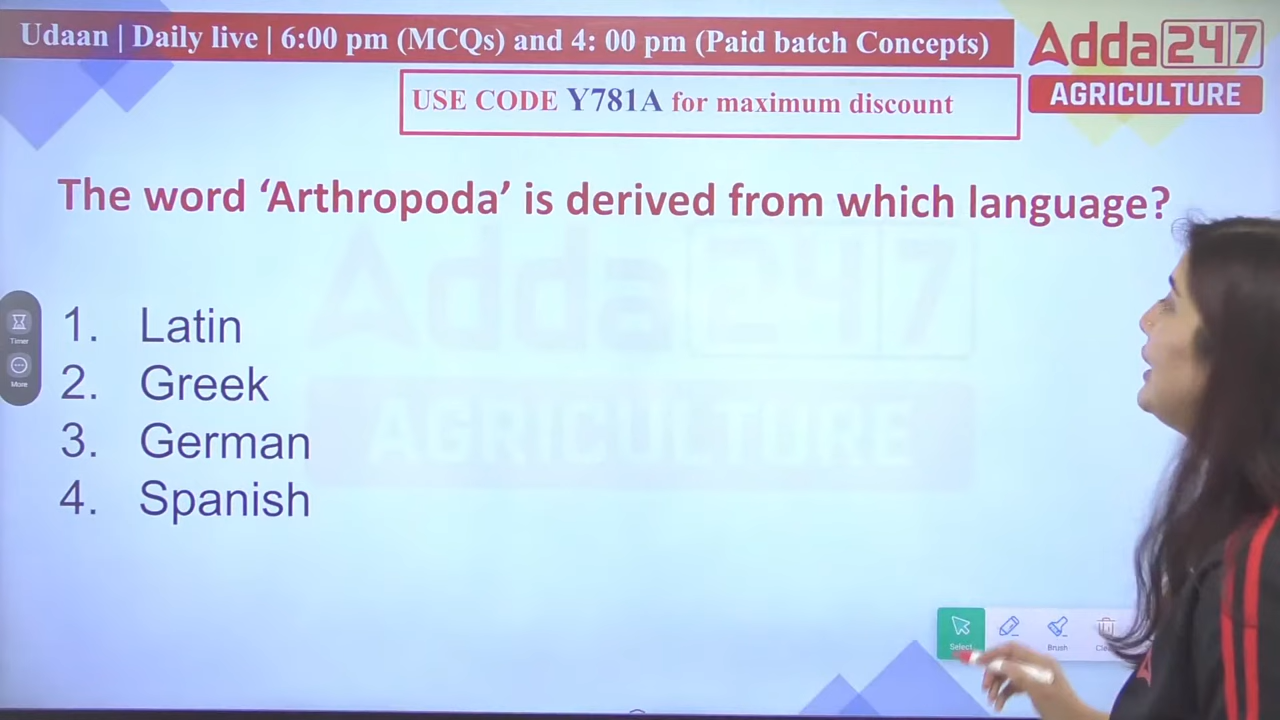 Udaan | Daily live | 6:00 pm (MCQs) and 4: 00 pm (Paid batch Concepts)
Adda247
AGRICULTURE
USE CODE Y781A for maximum discount
The word ‘Arthropoda’ is derived from which language?
Adda247
AGRICULTURE
1. Latin
2. Greek
3. German
4. Spanish
Timer
More
Select
Brush